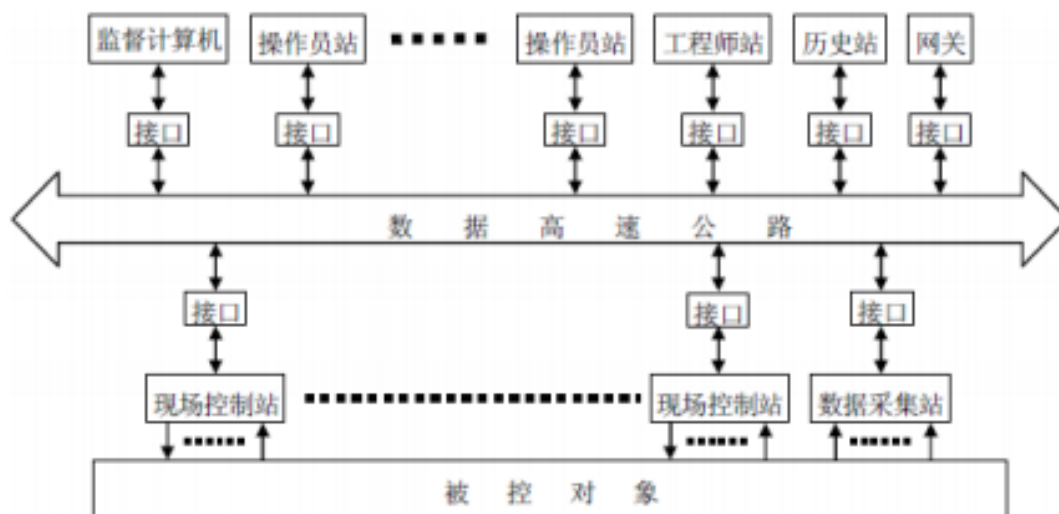 监督计算机 操作员站 操作员站 工程师站 历史站 网关
接口 接口 接口 接口 接口 接口
数据高速公路
接口 接口 接口
现场控制站 现场控制站 数据采集站
被控对象